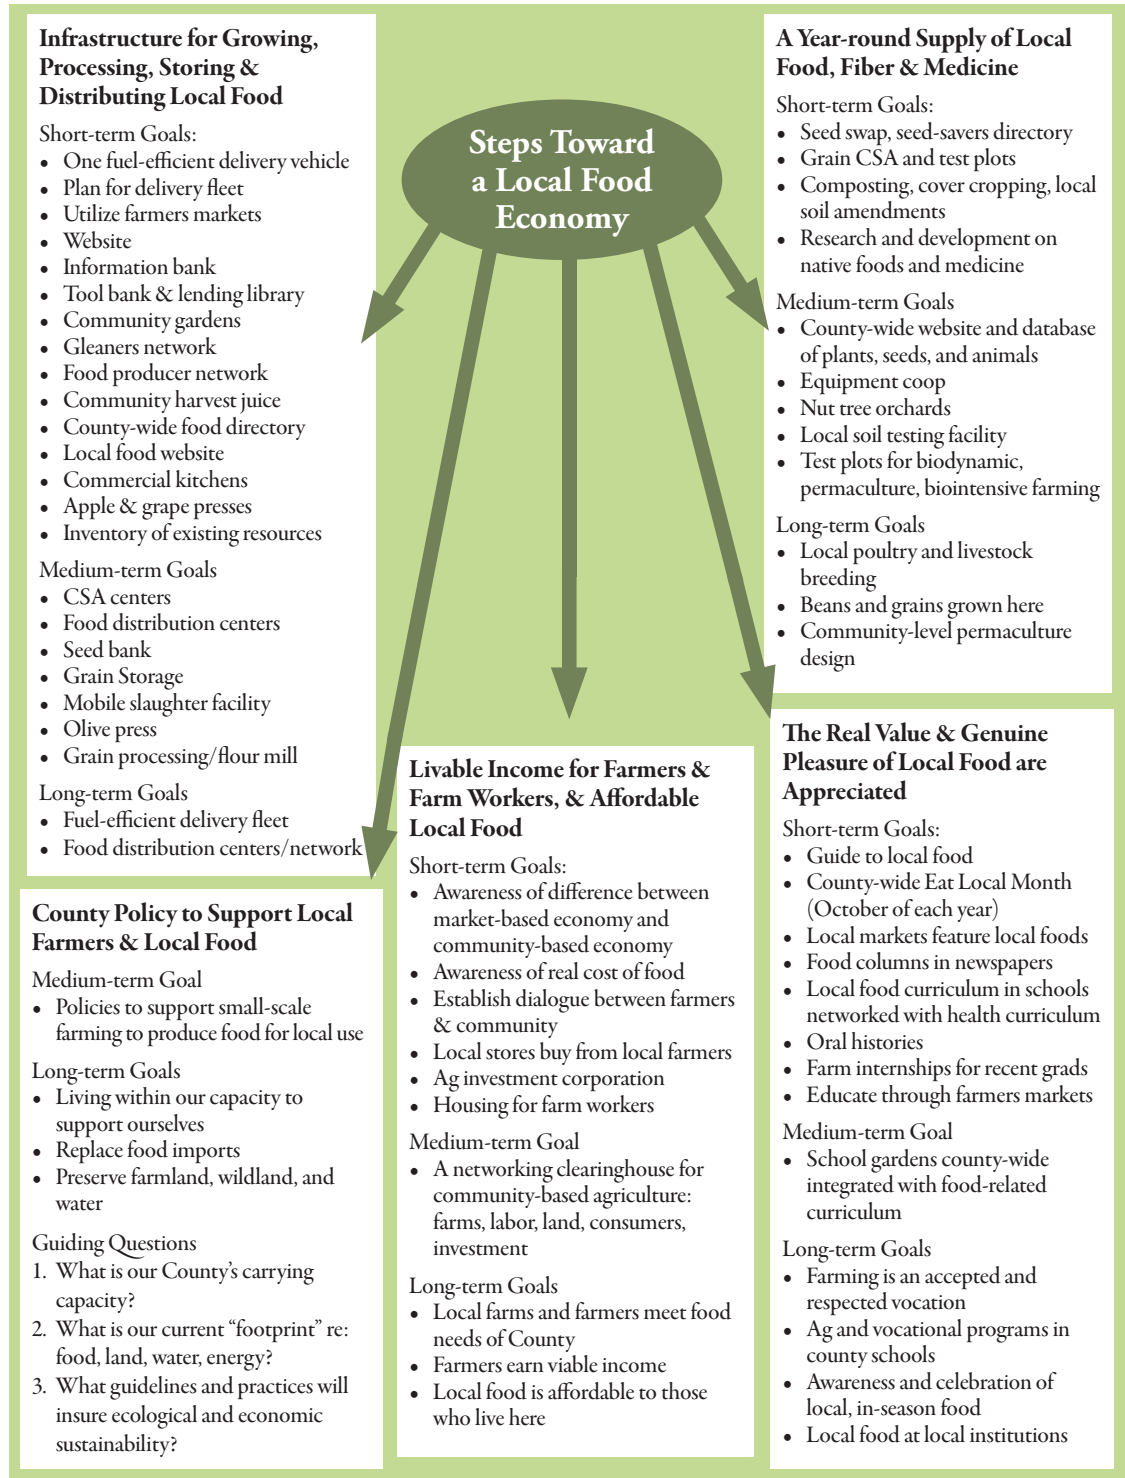 Steps Toward
a Local Food
Economy
Infrastructure for Growing,
Processing, Storing &
Distributing Local Food
Short-term Goals:
• One fuel-efficient delivery vehicle
• Plan for delivery fleet
• Utilize farmers markets
• Website
• Information bank
• Tool bank & lending library
• Community gardens
• Gleaners network
• Food producer network
• Community harvest juice
• County-wide food directory
• Local food website
• Commercial kitchens
• Apple & grape presses
• Inventory of existing resources
Medium-term Goals
• CSA centers
• Food distribution centers
• Seed bank
• Grain Storage
• Mobile slaughter facility
• Olive press
• Grain processing/flour mill
Long-term Goals
• Fuel-efficient delivery fleet
• Food distribution centers/network
County Policy to Support Local
Farmers & Local Food
Medium-term Goal
• Policies to support small-scale
farming to produce food for local use
Long-term Goals
• Living within our capacity to
support ourselves
• Replace food imports
• Preserve farmland, wildland, and
water
Guiding Questions
1. What is our County's carrying
capacity?
2. What is our current "footprint" re:
food, land, water, energy?
3. What guidelines and practices will
insure ecological and economic
sustainability?
Livable Income for Farmers &
Farm Workers, & Affordable
Local Food
Short-term Goals:
• Awareness of difference between
market-based economy and
community-based economy
• Awareness of real cost of food
• Establish dialogue between farmers
& community
• Local stores buy from local farmers
• Ag investment corporation
• Housing for farm workers
Medium-term Goal
• A networking clearinghouse for
community-based agriculture:
farms, labor, land, consumers,
investment
Long-term Goals
• Local farms and farmers meet food
needs of County
• Farmers earn viable income
• Local food is affordable to those
who live here
A Year-round Supply of Local
Food, Fiber & Medicine
Short-term Goals:
• Seed swap, seed-savers directory
• Grain CSA and test plots
• Composting, cover cropping, local
soil amendments
• Research and development on
native foods and medicine
Medium-term Goals
• County-wide website and database
of plants, seeds, and animals
• Equipment coop
• Nut tree orchards
• Local soil testing facility
• Test plots for biodynamic,
permaculture, biointensive farming
Long-term Goals
• Local poultry and livestock
breeding
• Beans and grains grown here
• Community-level permaculture
design
The Real Value & Genuine
Pleasure of Local Food are
Appreciated
Short-term Goals:
• Guide to local food
• County-wide Eat Local Month
(October of each year)
• Local markets feature local foods
• Food columns in newspapers
• Local food curriculum in schools
networked with health curriculum
• Oral histories
• Farm internships for recent grads
• Educate through farmers markets
Medium-term Goal
• School gardens county-wide
integrated with food-related
curriculum
Long-term Goals
• Farming is an accepted and
respected vocation
• Ag and vocational programs in
county schools
• Awareness and celebration of
local, in-season food
• Local food at local institutions